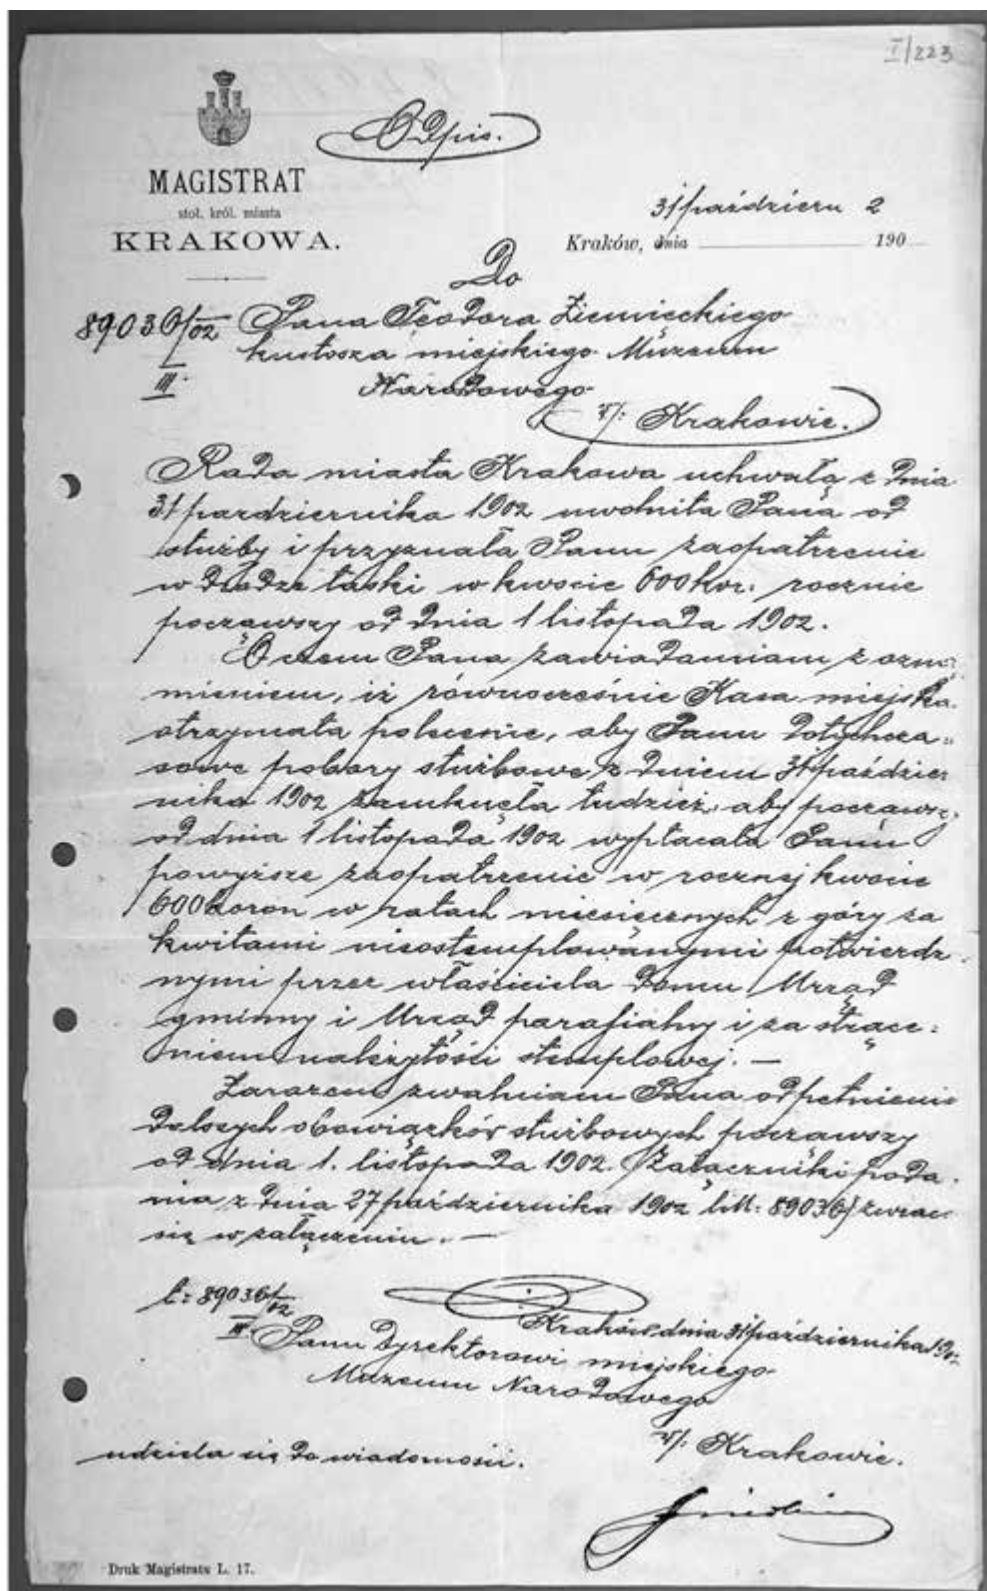 I/223
Odpis.
MAGISTRAT
stoł. król. miasta
KRAKOWA.
31 październ 2
Kraków, dnia 190
Do
89036/02 Pana Teodora Ziemięckiego
III. kustosza miejskiego Muzeum
Narodowego
w/: Krakowie.
Rada miasta Krakowa uchwałą z dnia
31 pazdziernika 1902 uwolniła Pana od
służby i przyznała Panu zaopatrzenie
w drodze łaski w kwocie 600 kor. rocznie
począwszy od dnia 1 listopada 1902.
O czem Pana zawiadamiam z ozna:
mieniem, iż równocześnie Kasa miejska
otrzymała polecenie, aby Panu dotychcza=
sowe pobory służbowe z dniem 31 paździer
nika 1902 zamknęła tudzież, aby począwszy
od dnia 1 listopada 1902 wypłacała Panu
powyższe zaopatrzenie w rocznej kwocie
600 koron w ratach miesięcznych z góry za
kwitami nieostemplowanymi potwierdz
nymi przez właściciela domu Urząd
gminny i Urząd parafialny i za strące=
niem należytości stemplowej. —
Zarazem zwalniam Pana od pełnienia
dalszych obowiązków służbowych począwszy
od dnia 1. listopada 1902. Załączniki poda
nia z dnia 27 października 1902 lM: 89036 zwraca
się w załączeniu. —
L: 89036/02
III
Kraków dnia 31 października 1902
Panu Dyrektorowi miejskiego
Muzeum Narodowego
w/: Krakowie.
udziela się do wiadomości.
Druk Magistratu L. 17.